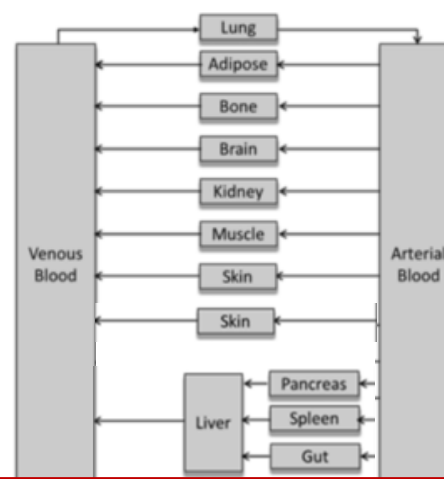 Lung
Adipose
Bone
Brain
Kidney
Muscle
Venous
Blood
Arterial
Blood
Skin
Skin
Pancreas
Liver
Spleen
Gut